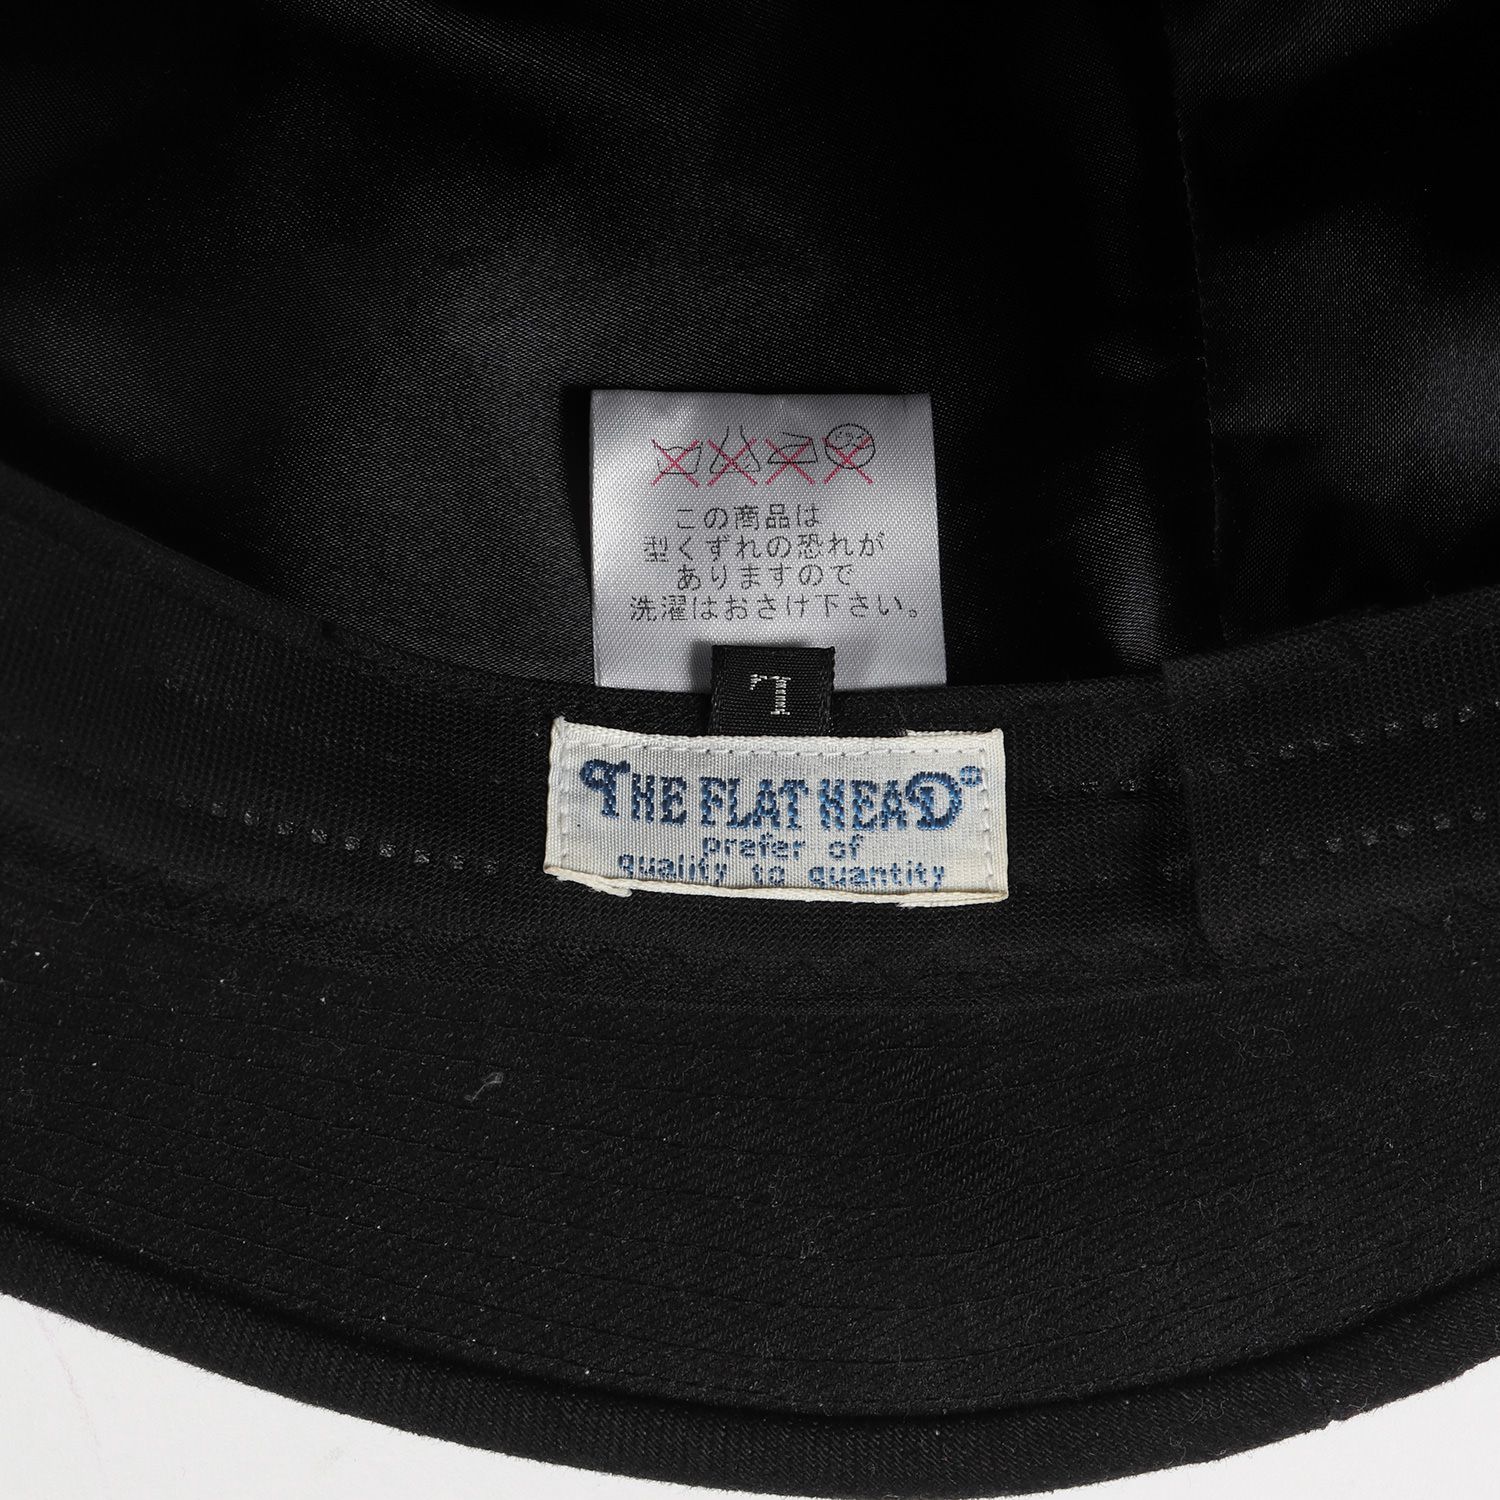 この商品は
型くずれの恐れが
ありますので
洗濯はおさけ下さい。
L
THE FLAT HEAD
prefer of
quality to quantity